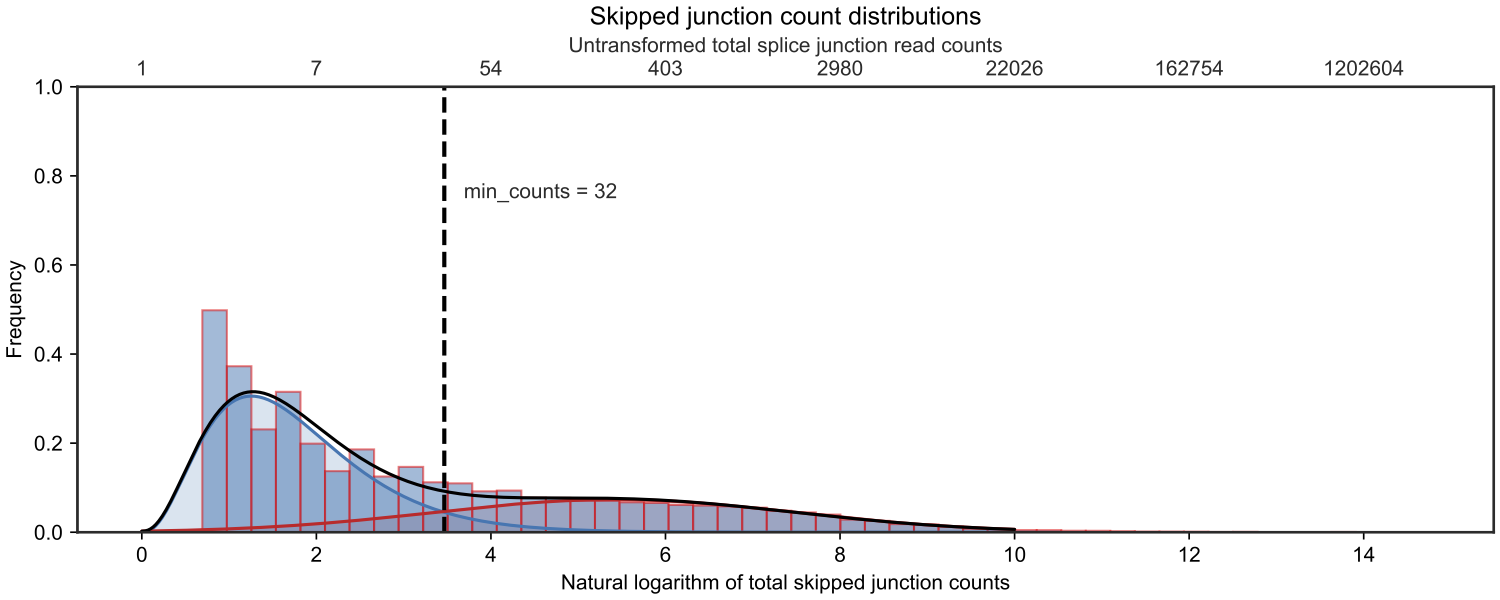 Skipped junction count distributions
Untransformed total splice junction read counts
1 7 54 403 2980 22026 162754 1202604
1.0
0.8
min_counts = 32
0.6
Frequency
0.4
0.2
0.0
0 2 4 6 8 10 12 14
Natural logarithm of total skipped junction counts